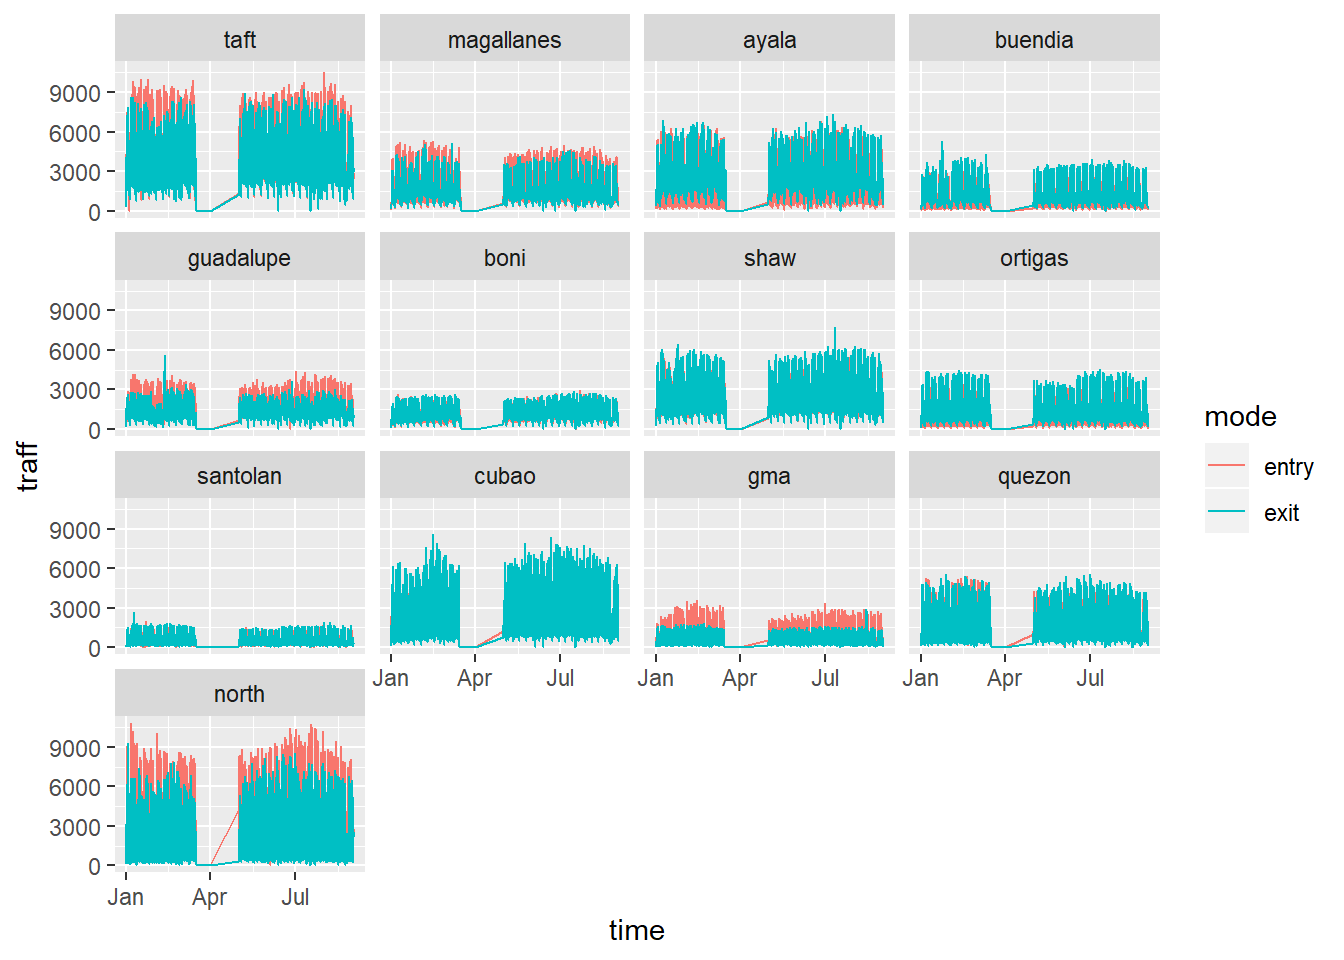 taft magallanes ayala buendia
9000
6000
3000
0
guadalupe boni shaw ortigas
9000
6000
3000
0
mode
entry
exit
traff
santolan cubao gma quezon
9000
6000
3000
0
Jan Apr Jul Jan Apr Jul Jan Apr Jul
north
9000
6000
3000
0
Jan Apr Jul
time